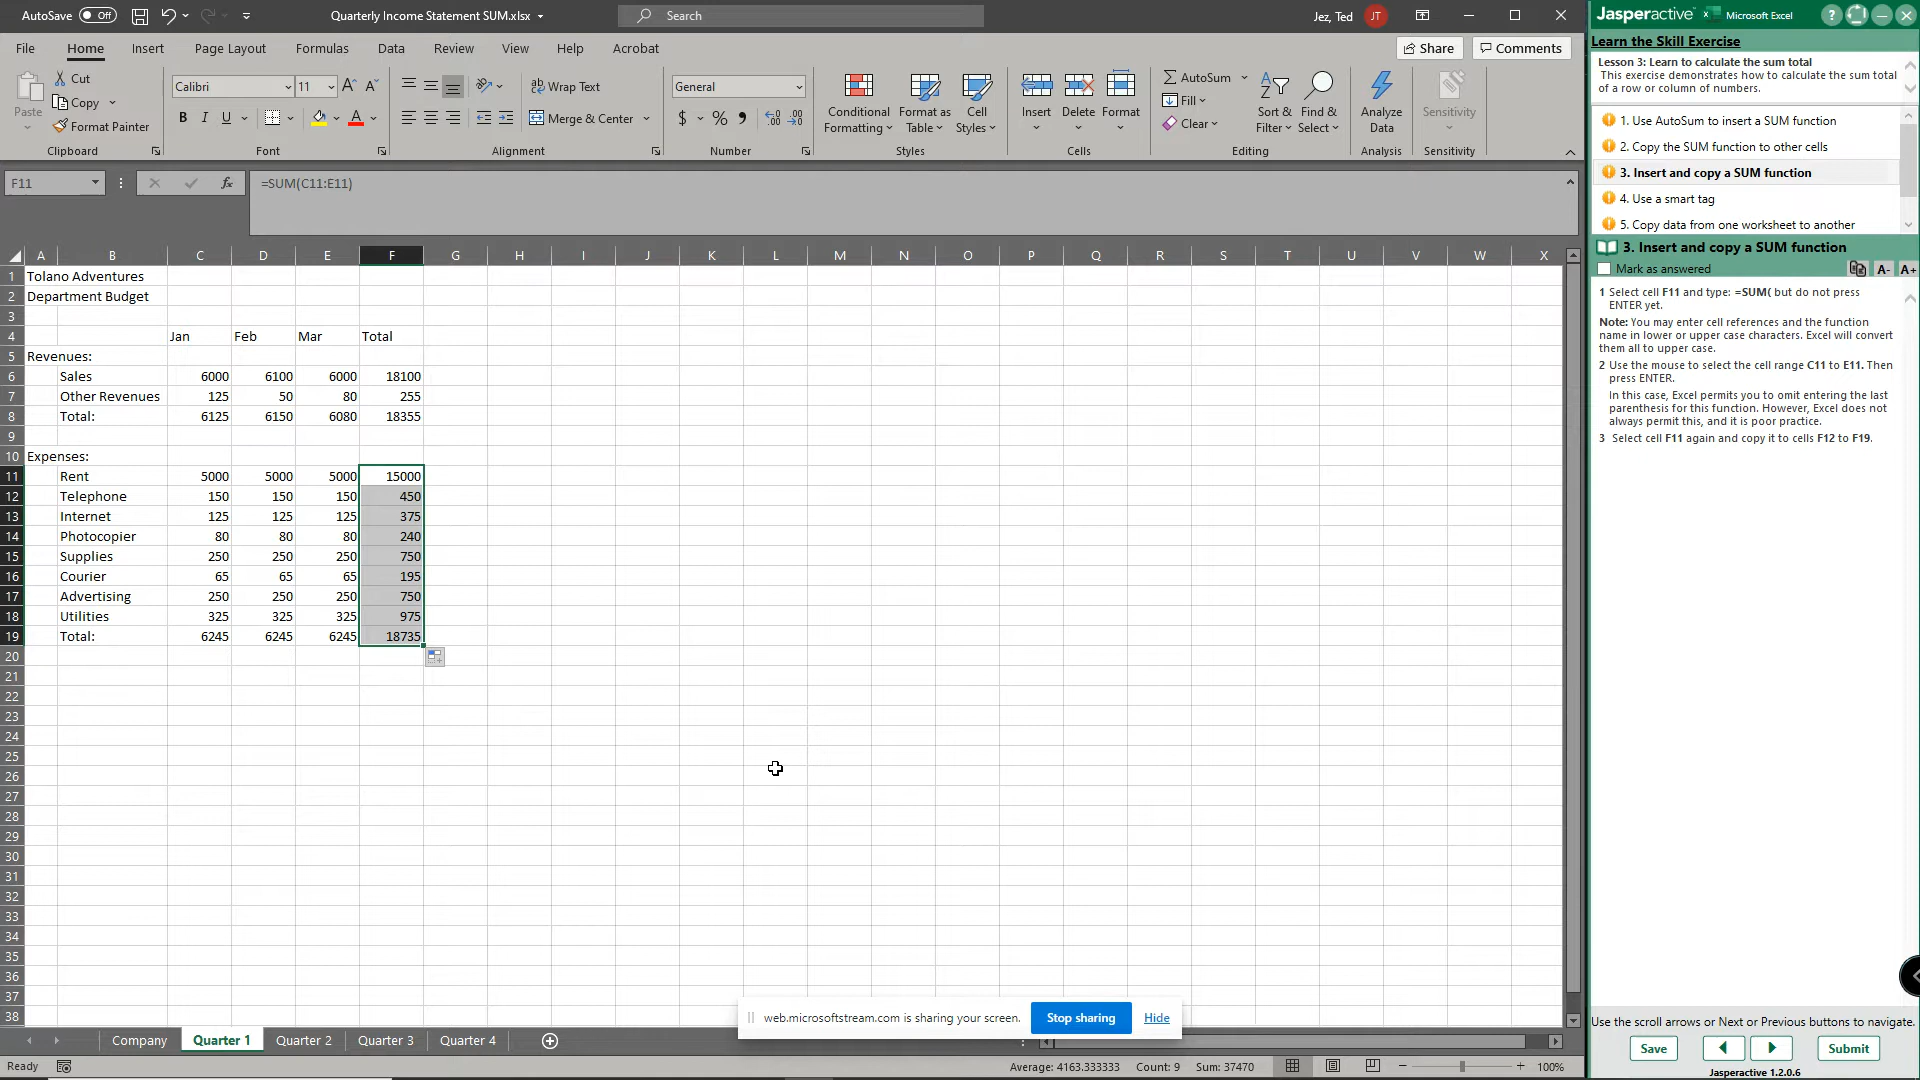 AutoSave Off Quarterly Income Statement SUM.xlsx Search Jez, Ted JT
File Home Insert Page Layout Formulas Data Review View Help Acrobat Share Comments
Paste Cut Copy Format Painter Clipboard
Calibri 11 A A B I U A Font
ab Wrap Text Merge & Center Alignment
General $ % 9 Number
Conditional Formatting Format as Table Cell Styles Styles
Insert Delete Format Cells
AutoSum Fill Clear Sort & Filter Find & Select Editing
Analyze Data Analysis
Sensitivity Sensitivity
F11 fx =SUM(C11:E11)
A B C D E F G H I J K L M N O P Q R S T U V W X
1 Tolano Adventures
2 Department Budget
3
4 Jan Feb Mar Total
5 Revenues:
6 Sales 6000 6100 6000 18100
7 Other Revenues 125 50 80 255
8 Total: 6125 6150 6080 18355
9
10 Expenses:
11 Rent 5000 5000 5000 15000
12 Telephone 150 150 150 450
13 Internet 125 125 125 375
14 Photocopier 80 80 80 240
15 Supplies 250 250 250 750
16 Courier 65 65 65 195
17 Advertising 250 250 250 750
18 Utilities 325 325 325 975
19 Total: 6245 6245 6245 18735
20
21
22
23
24
25
26
27
28
29
30
31
32
33
34
35
36
37
38
web.microsoftstream.com is sharing your screen. Stop sharing Hide
Company Quarter 1 Quarter 2 Quarter 3 Quarter 4
Ready Average: 4163.333333 Count: 9 Sum: 37470 100%
Jasperactive Microsoft Excel ?
Learn the Skill Exercise
Lesson 3: Learn to calculate the sum total
This exercise demonstrates how to calculate the sum total
of a row or column of numbers.
1. Use AutoSum to insert a SUM function
2. Copy the SUM function to other cells
3. Insert and copy a SUM function
4. Use a smart tag
5. Copy data from one worksheet to another
3. Insert and copy a SUM function
Mark as answered A- A+
1 Select cell F11 and type: =SUM( but do not press
ENTER yet.
Note: You may enter cell references and the function
name in lower or upper case characters. Excel will convert
them all to upper case.
2 Use the mouse to select the cell range C11 to E11. Then
press ENTER.
In this case, Excel permits you to omit entering the last
parenthesis for this function. However, Excel does not
always permit this, and it is poor practice.
3 Select cell F11 again and copy it to cells F12 to F19.
Use the scroll arrows or Next or Previous buttons to navigate.
Save Submit
Jasperactive 1.2.0.6